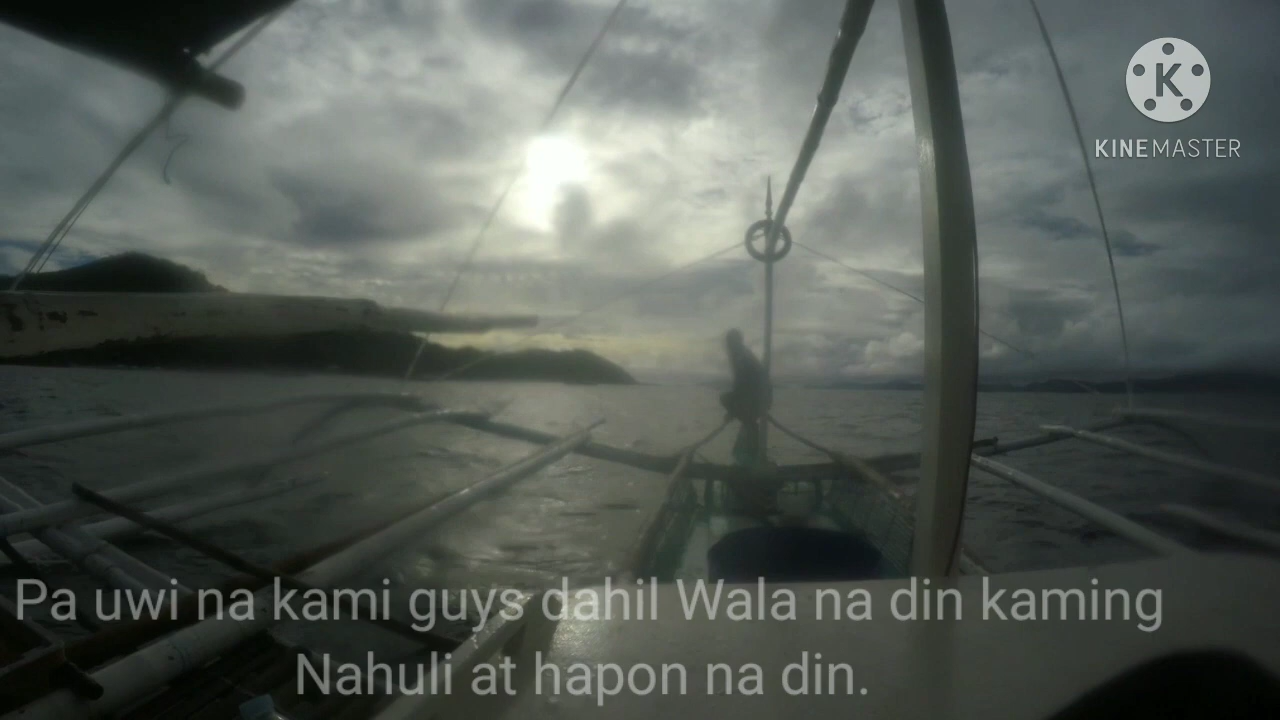 K
KINEMASTER
Pa uwi na kami guys dahil Wala na din kaming
Nahuli at hapon na din.